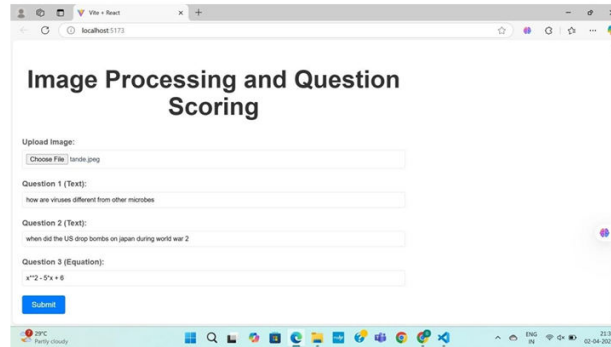 Vite + React
localhost:5173
Image Processing and Question
Scoring
Upload Image:
Choose File tande.jpeg
Question 1 (Text):
how are viruses different from other microbes
Question 2 (Text):
when did the US drop bombs on japan during world war 2
Question 3 (Equation):
x**2 - 5*x + 6
Submit
29°C
Partly cloudy
ENG
IN
21:3
02-04-202